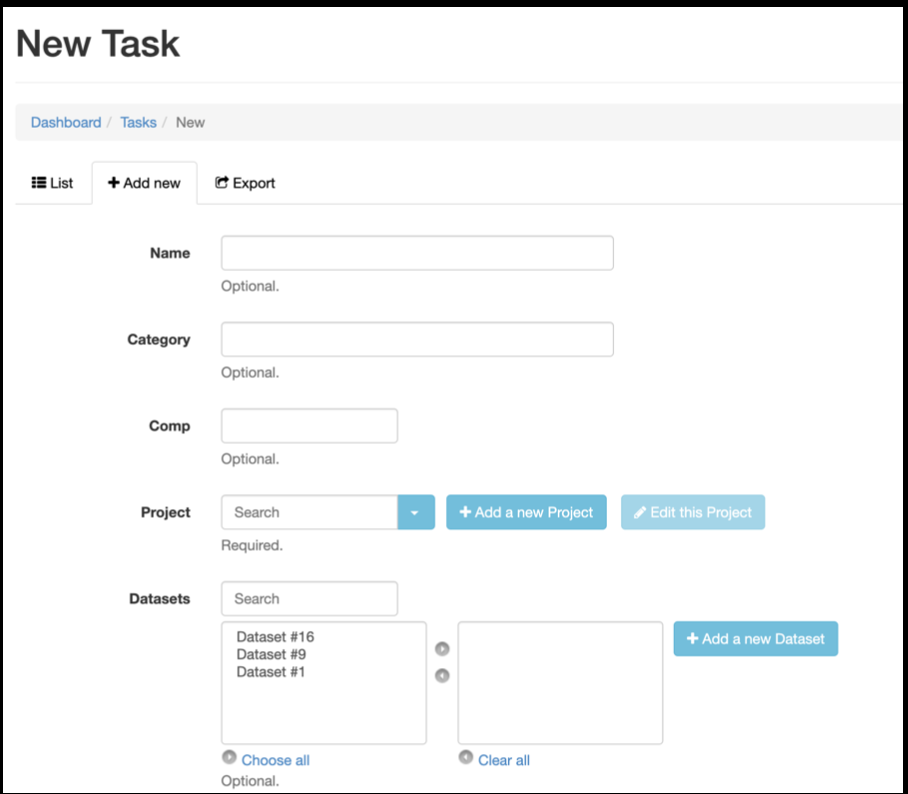 New Task
Dashboard / Tasks / New
List + Add new Export
Name
Optional.
Category
Optional.
Comp
Optional.
Project Search + Add a new Project Edit this Project
Required.
Datasets Search
Dataset #16
Dataset #9
Dataset #1
+ Add a new Dataset
Choose all Clear all
Optional.